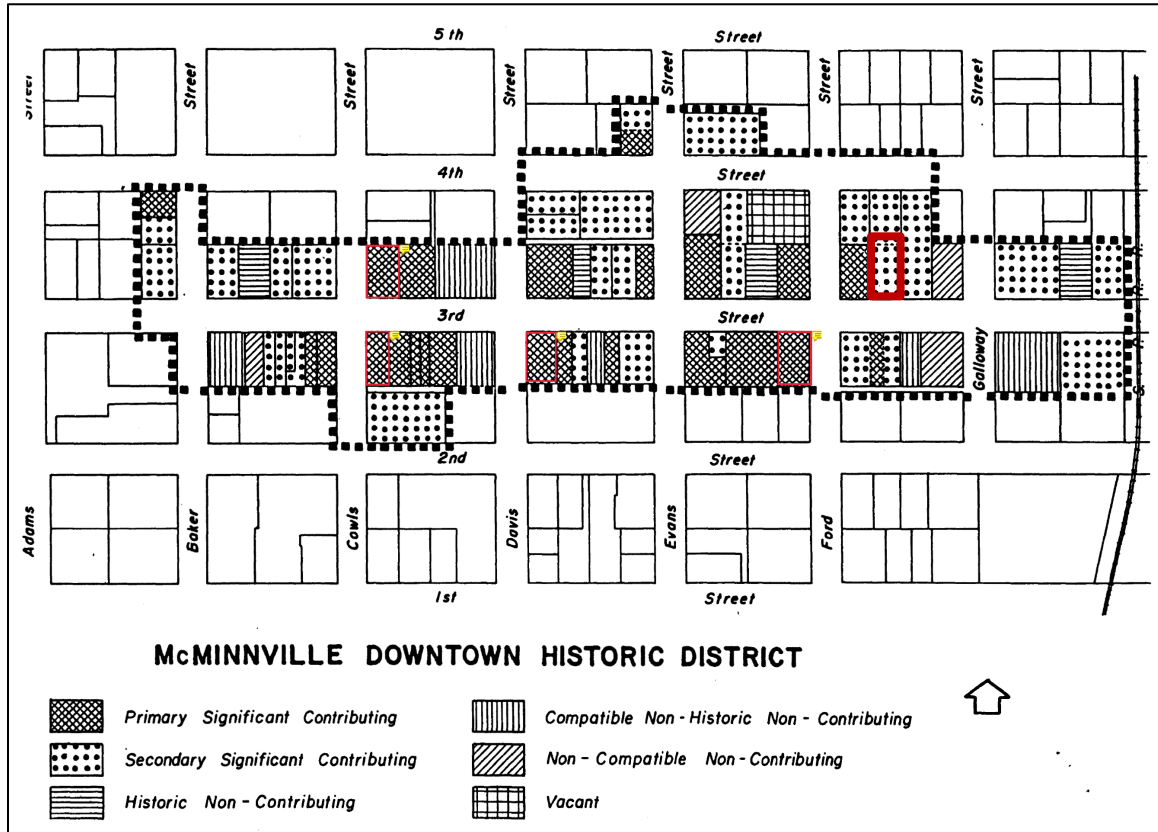 5 th Street
Street
Street
Street
Street
Street
Street
4th Street
3rd Street
Galloway
S. P. R. R.
2nd Street
Adams
Baker
Cowls
Davis
Evans
Ford
1st Street
McMINNVILLE DOWNTOWN HISTORIC DISTRICT
Primary Significant Contributing
Compatible Non-Historic Non-Contributing
Secondary Significant Contributing
Non-Compatible Non-Contributing
Historic Non-Contributing
Vacant